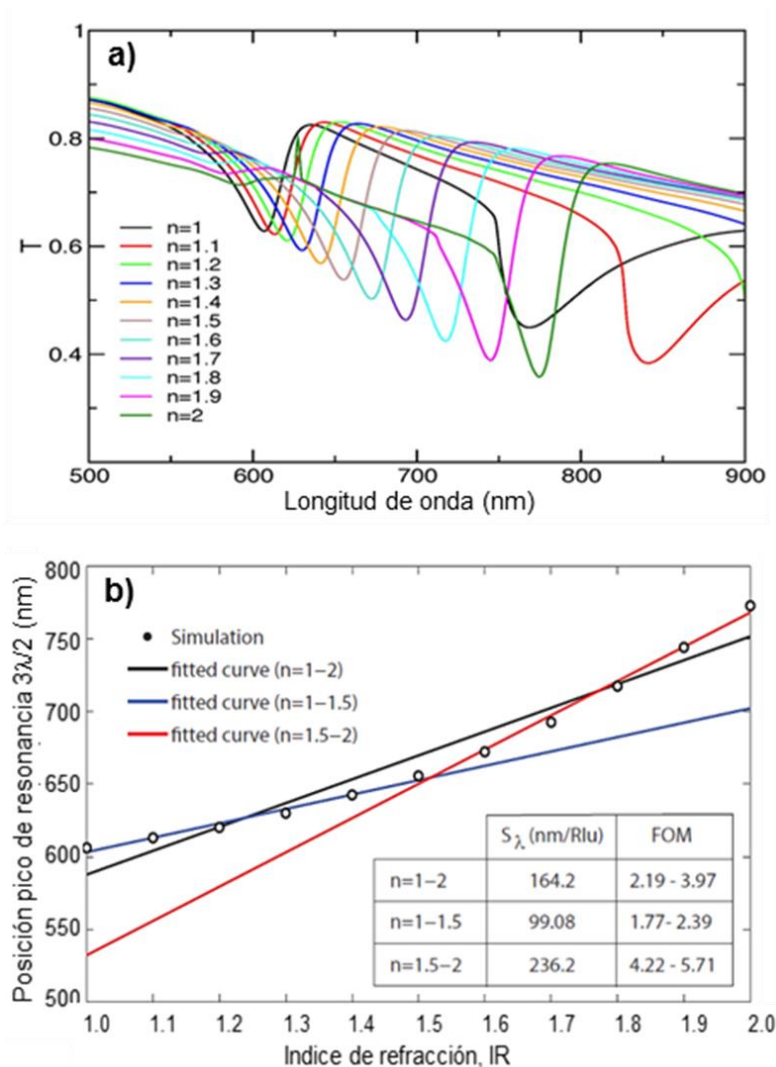 a)
1
0.8
0.6
0.4
T
n=1
n=1.1
n=1.2
n=1.3
n=1.4
n=1.5
n=1.6
n=1.7
n=1.8
n=1.9
n=2
500 600 700 800 900
Longitud de onda (nm)
b)
Posición pico de resonancia 3λ/2 (nm)
800
750
700
650
600
550
500
Simulation
fitted curve (n=1−2)
fitted curve (n=1−1.5)
fitted curve (n=1.5−2)
Sλ (nm/RIu) FOM
n=1−2 164.2 2.19 - 3.97
n=1−1.5 99.08 1.77- 2.39
n=1.5−2 236.2 4.22 - 5.71
1.0 1.1 1.2 1.3 1.4 1.5 1.6 1.7 1.8 1.9 2.0
Indice de refracción, IR